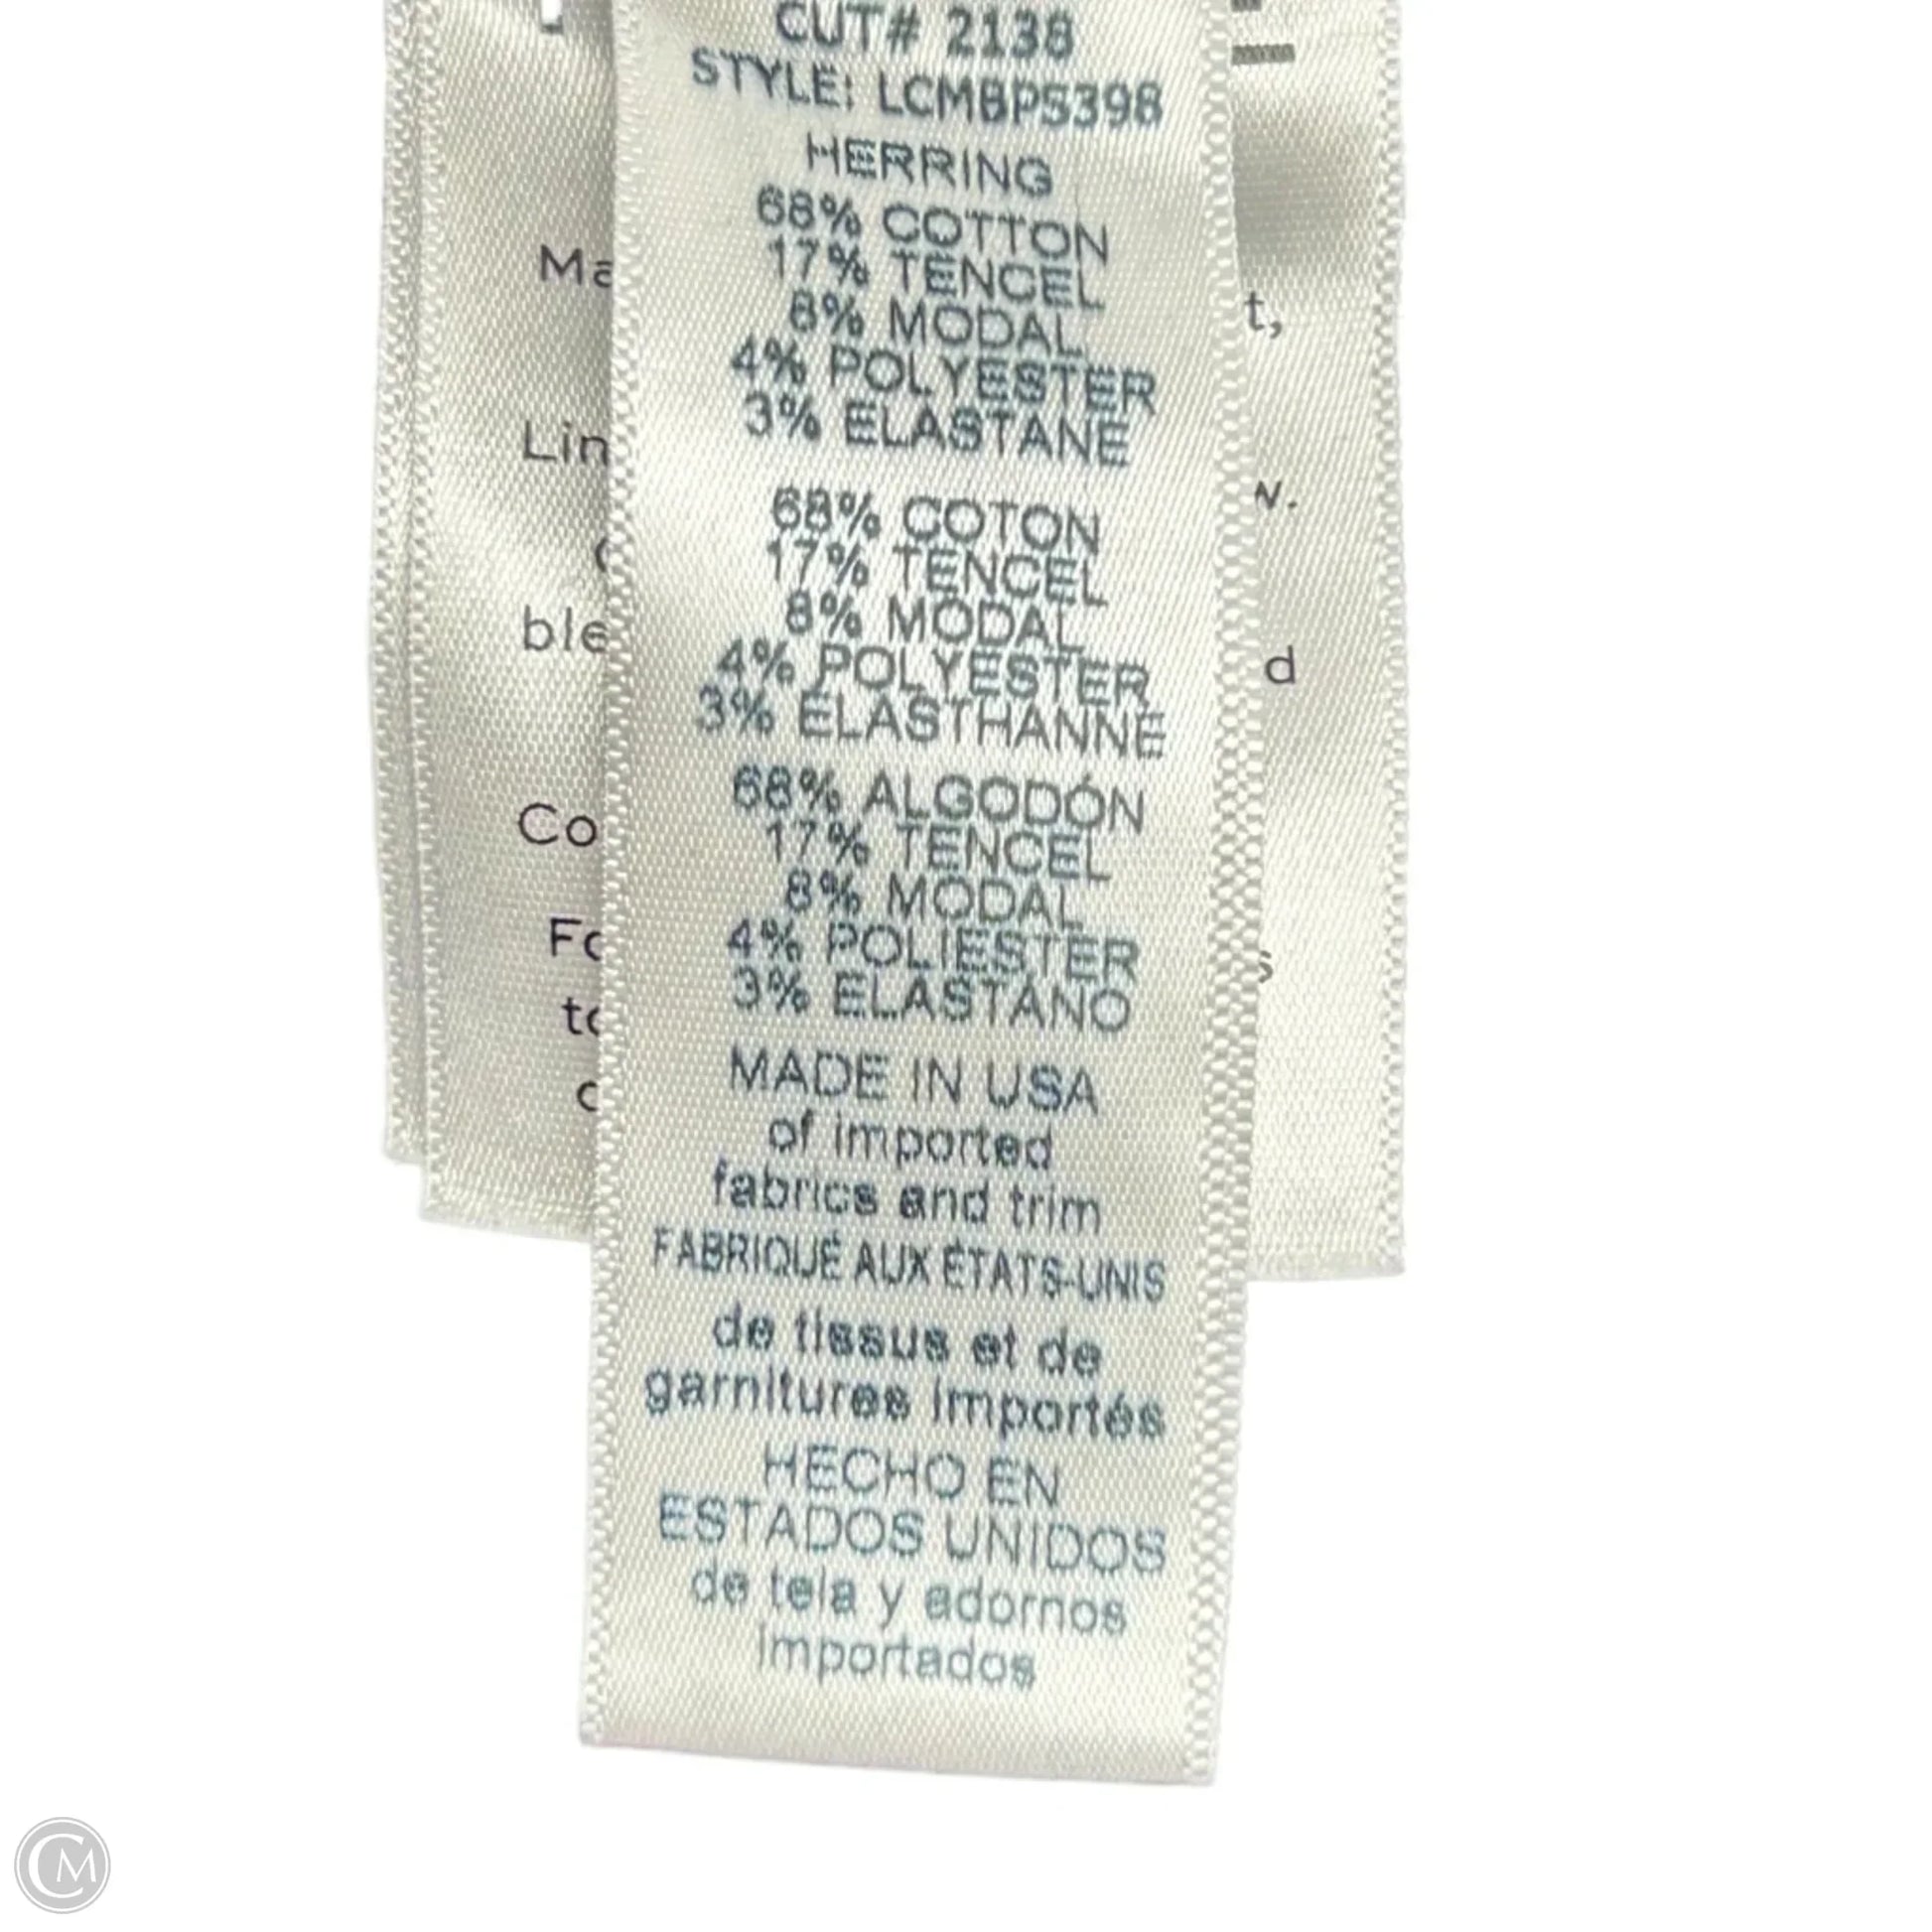 CUT# 2138
STYLE: LCMBPS398
HERRING
68% COTTON
17% TENCEL
8% MODAL
4% POLYESTER
3% ELASTANE
68% COTON
17% TENCEL
8% MODAL
4% POLYESTER
3% ÉLASTHANNE
68% ALGODÓN
17% TENCEL
8% MODAL
4% POLIESTER
3% ELASTANO
MADE IN USA
of imported
fabrics and trim
FABRIQUÉ AUX ÉTATS-UNIS
de tissus et de
garnitures importés
HECHO EN
ESTADOS UNIDOS
de tela y adornos
importados
CM